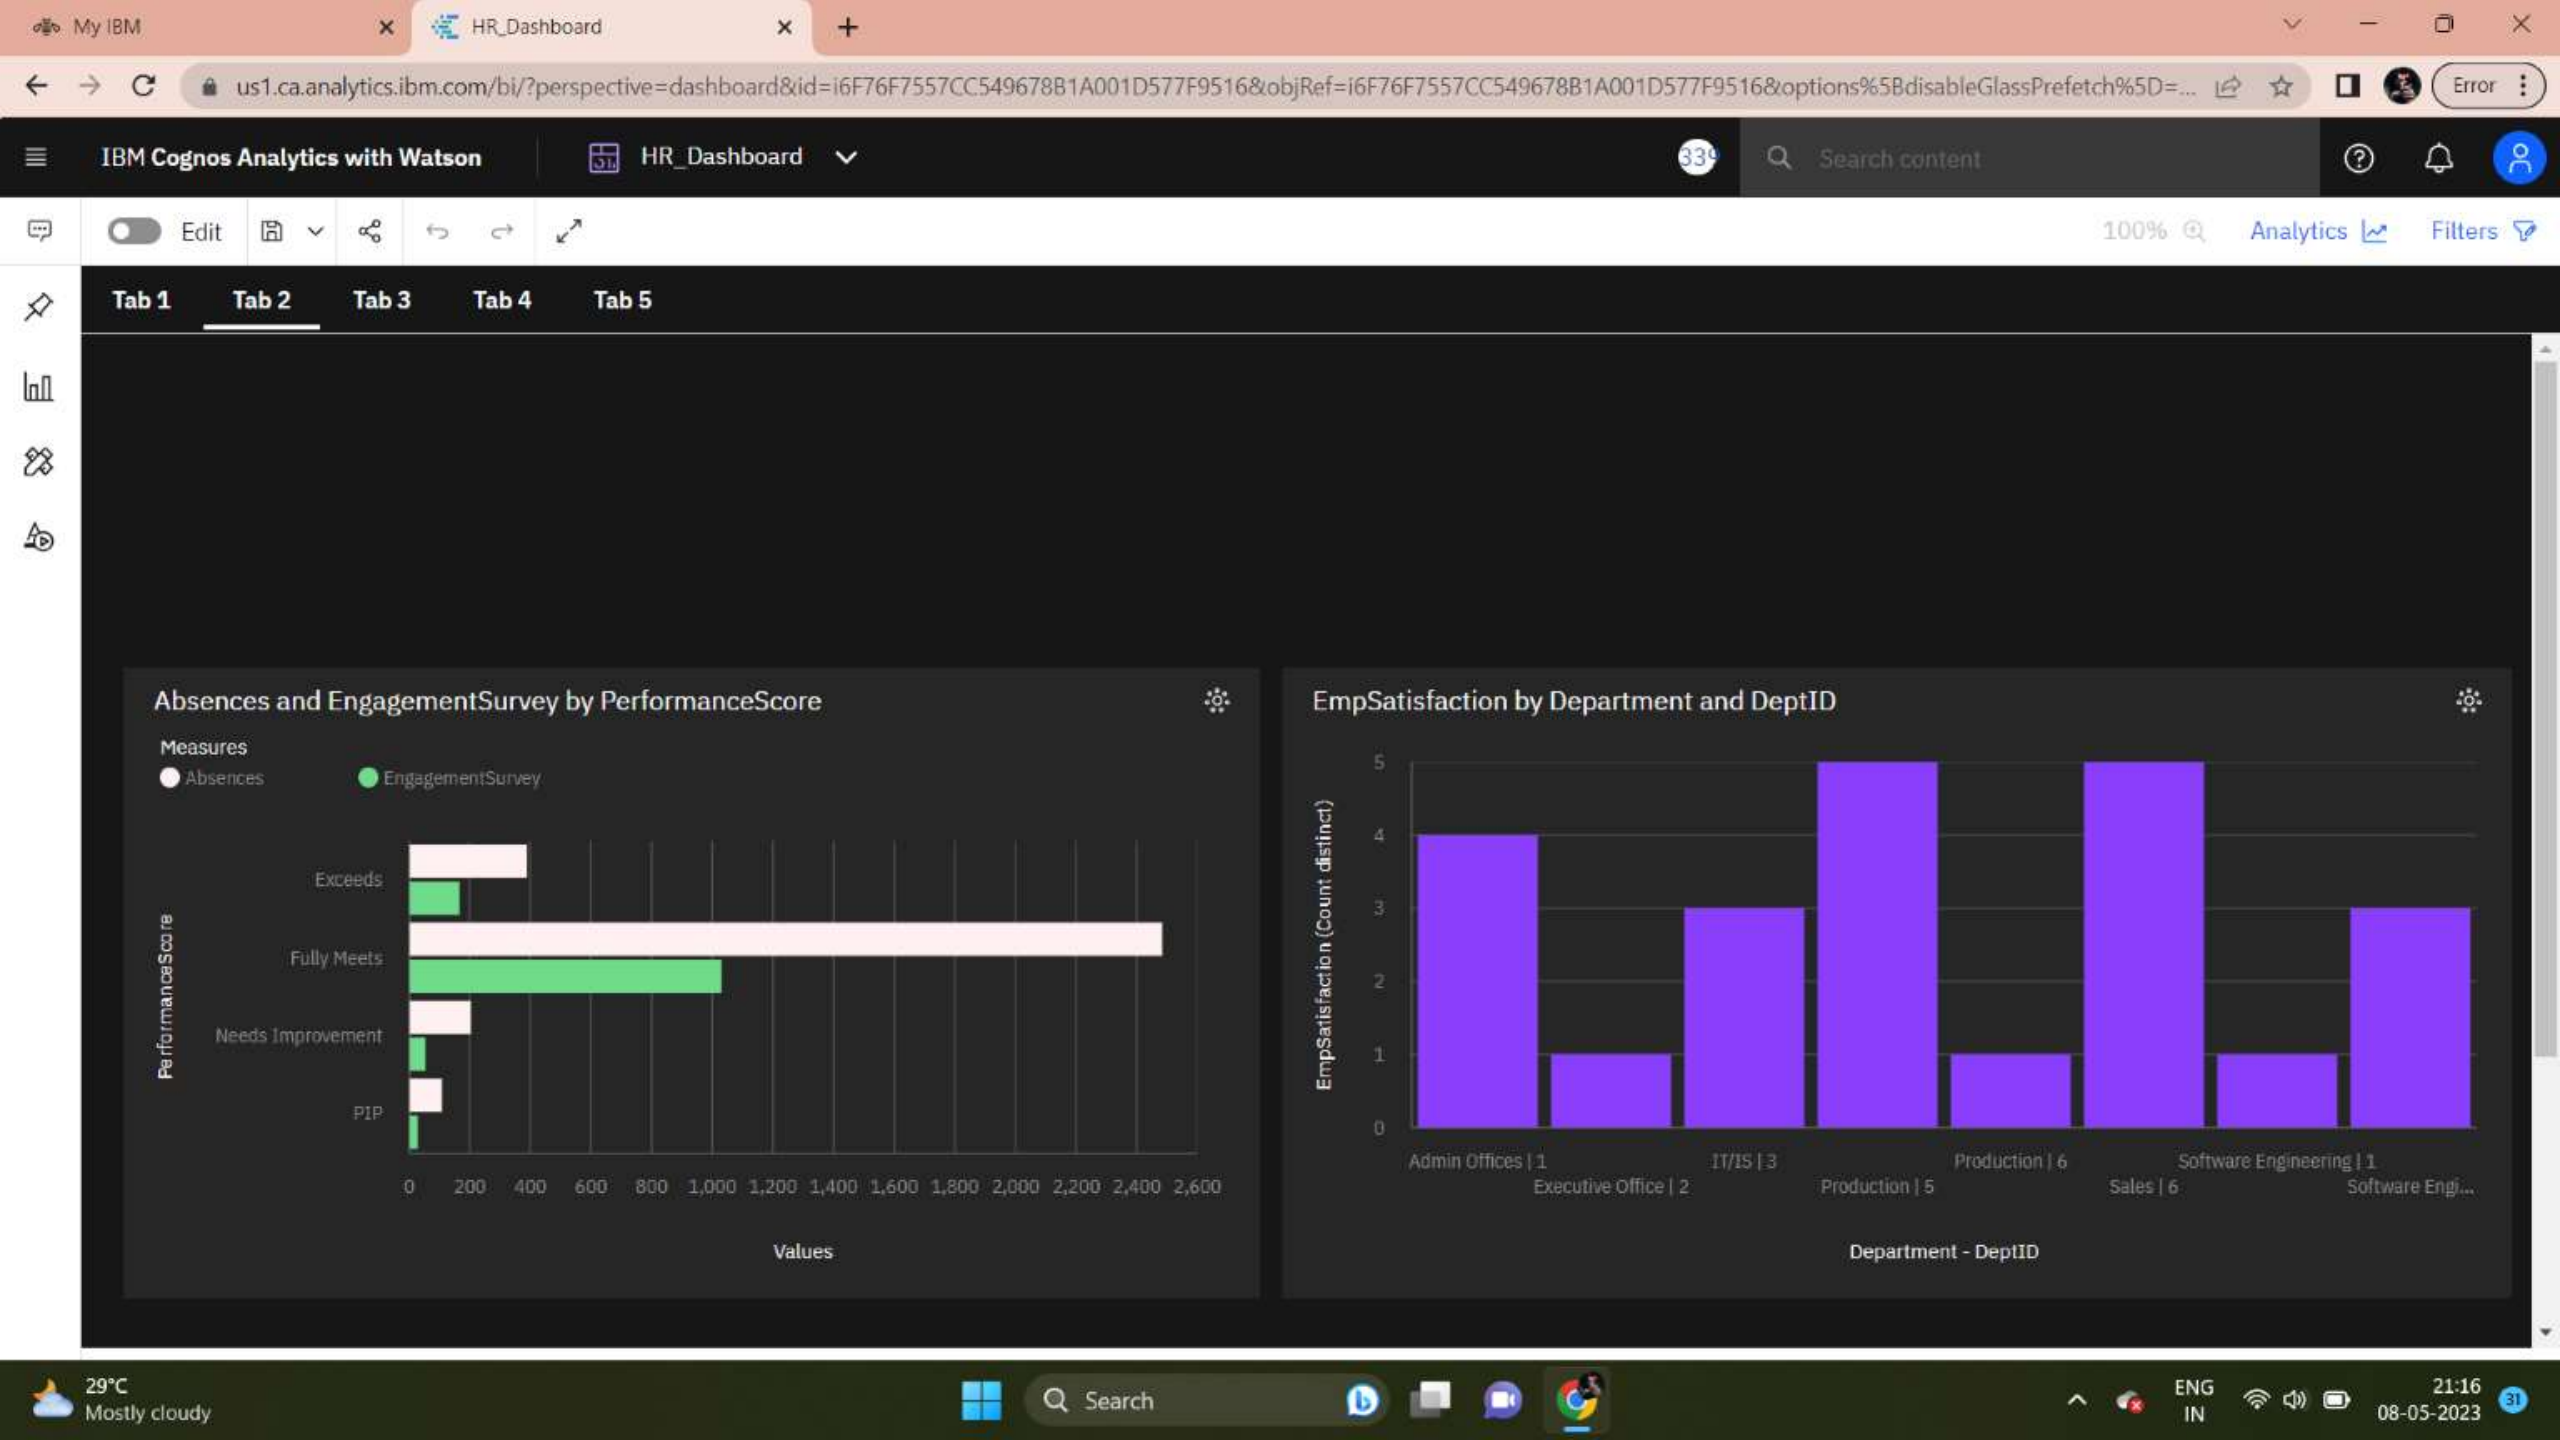 My IBM
HR_Dashboard
us1.ca.analytics.ibm.com/bi/?perspective=dashboard&id=i6F76F7557CC549678B1A001D577F9516&objRef=i6F76F7557CC549678B1A001D577F9516&options%5BdisableGlassPrefetch%5D=...
Error
IBM Cognos Analytics with Watson
HR_Dashboard
339
Search content
Edit
100%
Analytics
Filters
Tab 1
Tab 2
Tab 3
Tab 4
Tab 5
Absences and EngagementSurvey by PerformanceScore
Measures
Absences
EngagementSurvey
PerformanceScore
Exceeds
Fully Meets
Needs Improvement
PIP
0 200 400 600 800 1,000 1,200 1,400 1,600 1,800 2,000 2,200 2,400 2,600
Values
EmpSatisfaction by Department and DeptID
EmpSatisfaction (Count distinct)
5
4
3
2
1
0
Admin Offices | 1
Executive Office | 2
IT/IS | 3
Production | 5
Production | 6
Sales | 6
Software Engineering | 1
Software Engi...
Department - DeptID
29°C
Mostly cloudy
Search
ENG
IN
21:16
08-05-2023
31